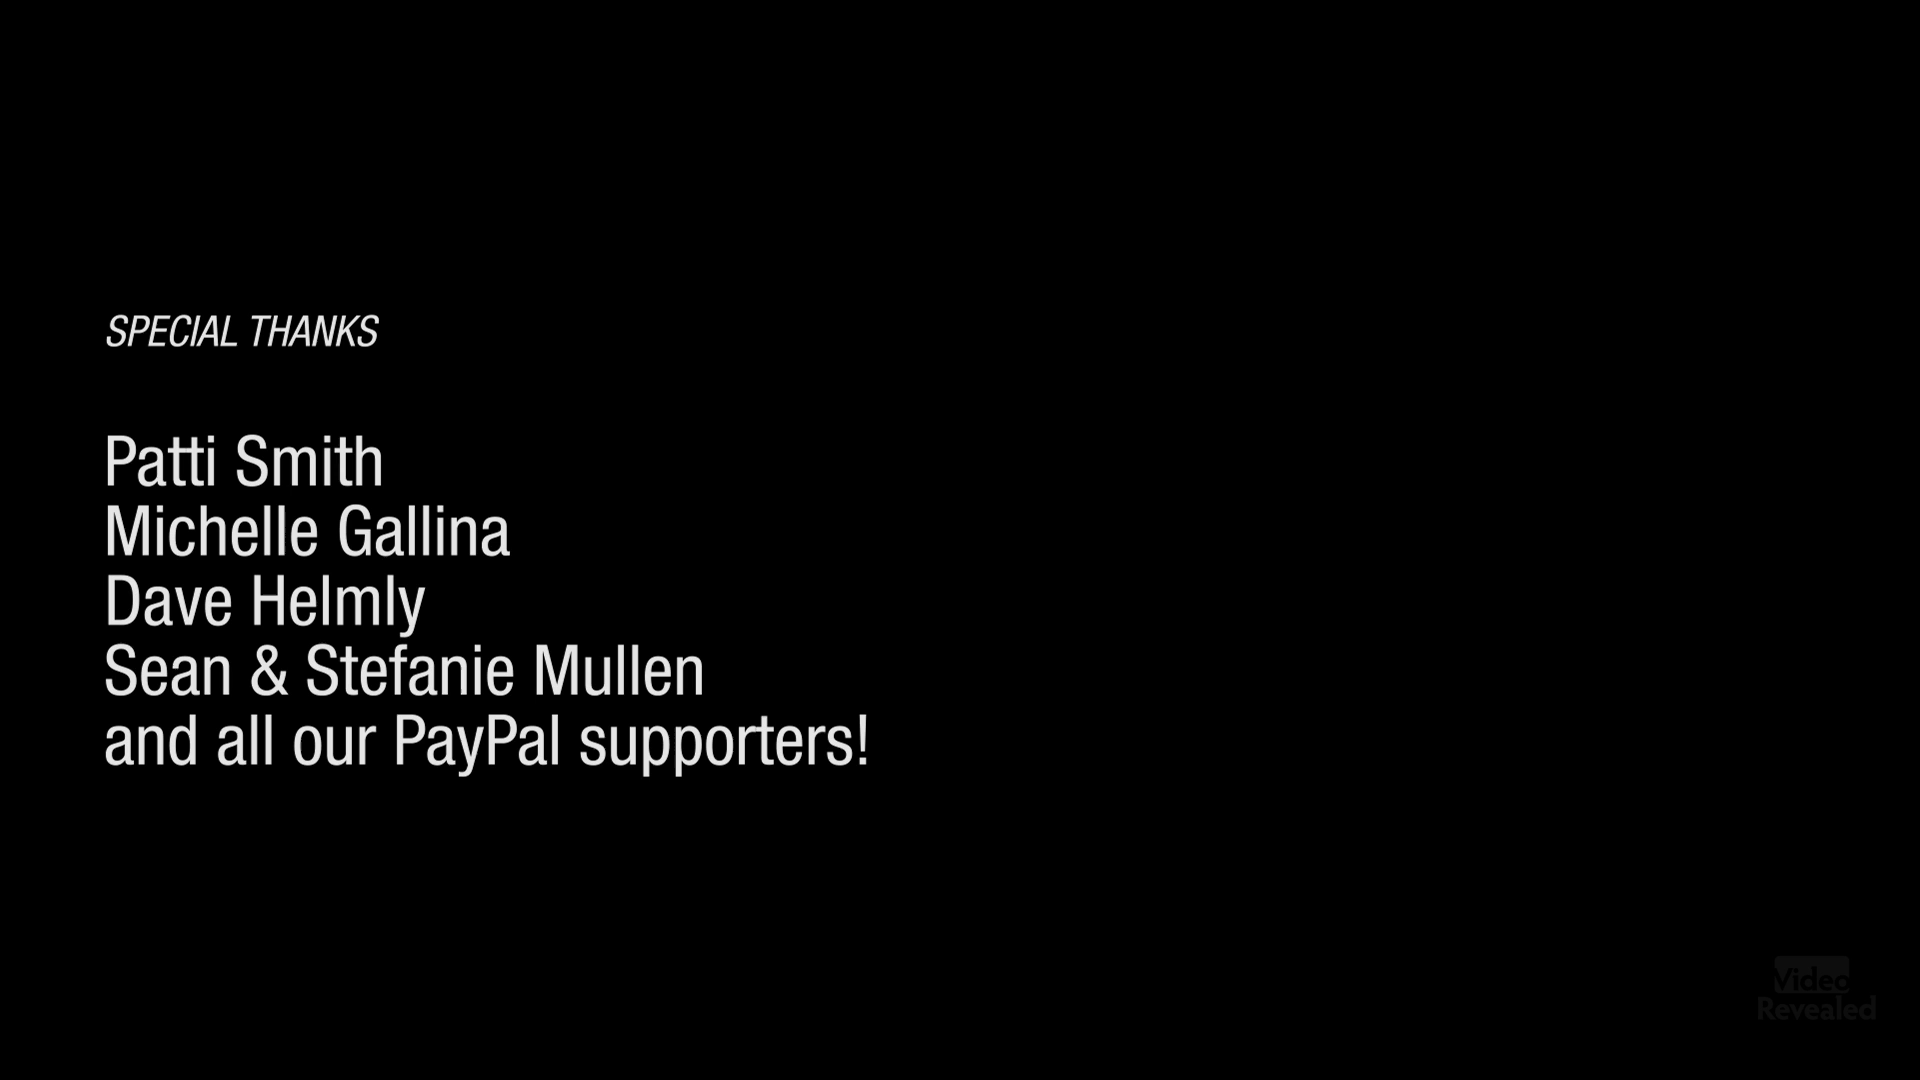 SPECIAL THANKS
Patti Smith
Michelle Gallina
Dave Helmly
Sean & Stefanie Mullen
and all our PayPal supporters!
Video
Revealed